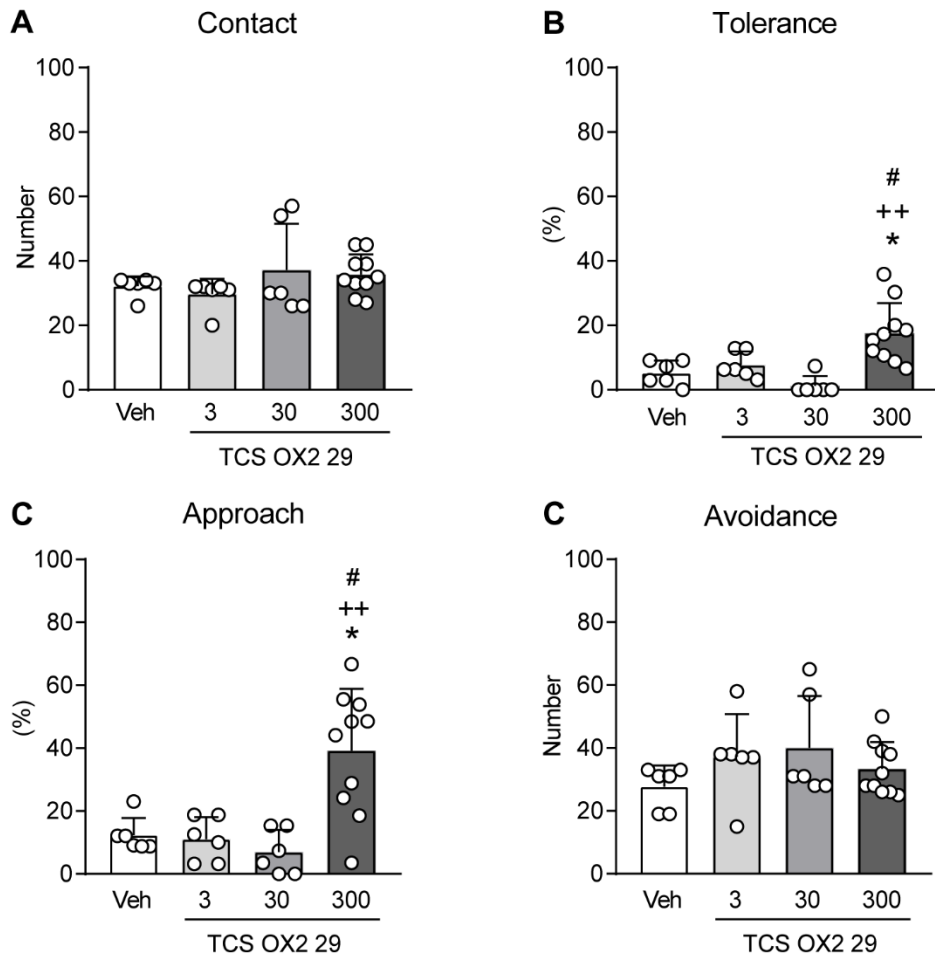 A Contact
100
80
60
40
20
0
Number
Veh 3 30 300
TCS OX2 29
B Tolerance
100
80
60
40
20
0
(%)
#
++
*
Veh 3 30 300
TCS OX2 29
C Approach
100
80
60
40
20
0
(%)
#
++
*
Veh 3 30 300
TCS OX2 29
C Avoidance
100
80
60
40
20
0
Number
Veh 3 30 300
TCS OX2 29